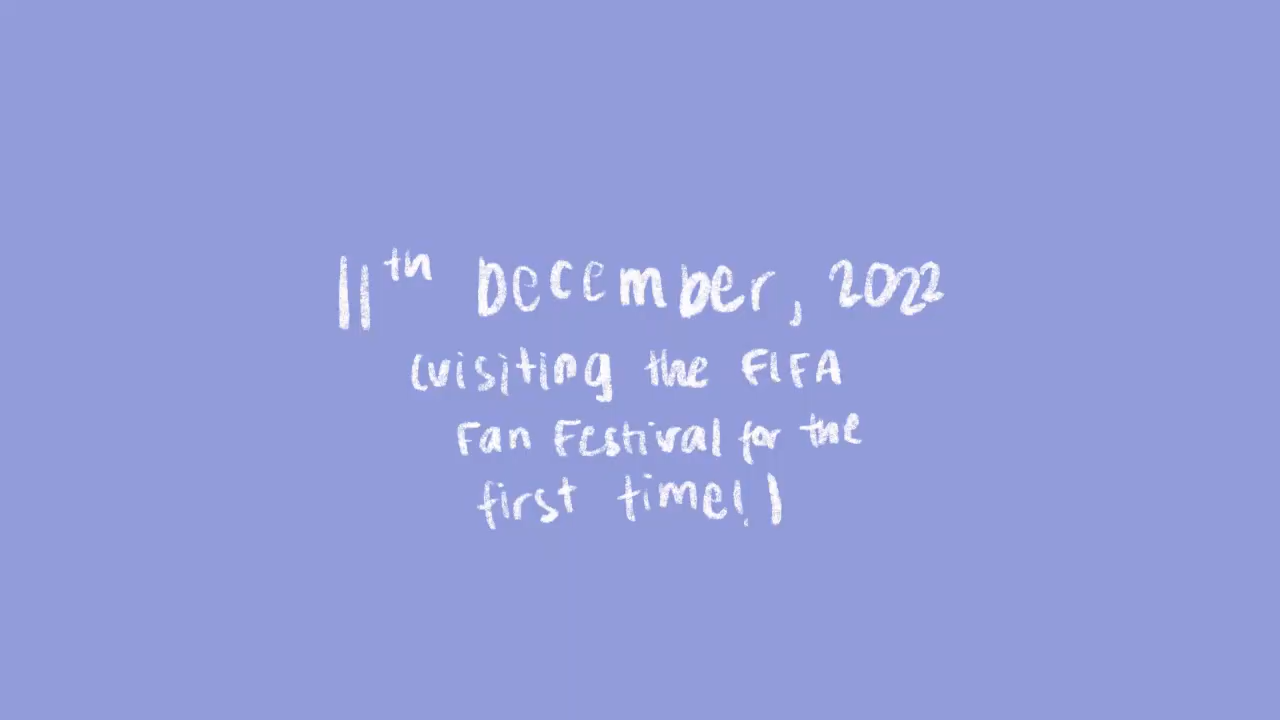 11th December, 2022
(visiting the FIFA
Fan Festival for the
first time!)